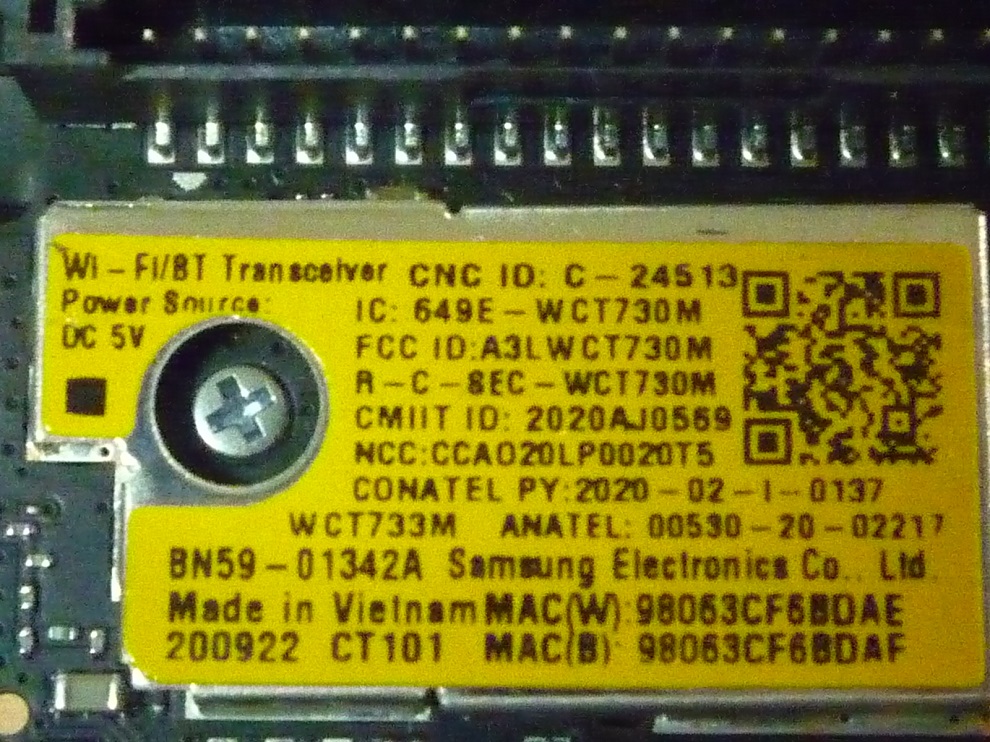 Wi-Fi/BT Transceiver CNC ID: C-24513
Power Source: IC: 649E-WCT730M
DC 5V FCC ID:A3LWCT730M
R-C-SEC-WCT730M
CMIIT ID: 2020AJ0569
NCC:CCAO20LP0020T5
CONATEL PY:2020-02-I-0137
WCT733M ANATEL: 00530-20-02217
BN59-01342A Samsung Electronics Co., Ltd.
Made in Vietnam MAC(W):98063CF6BDAE
200922 CT101 MAC(B): 98063CF6BDAF